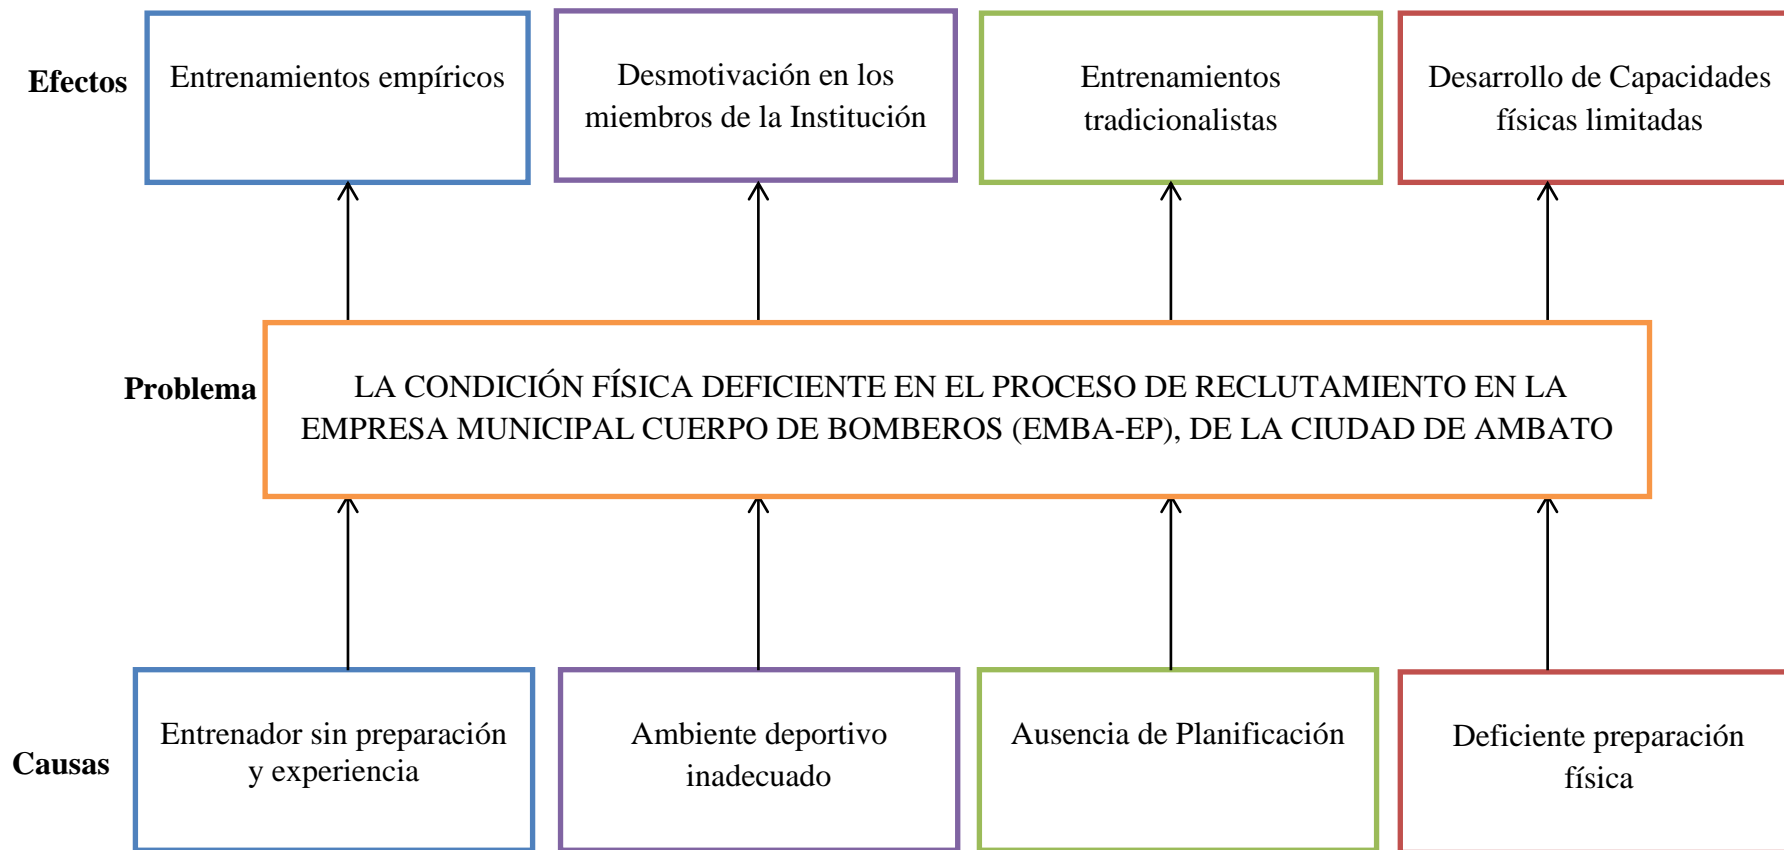 Efectos
Entrenamientos empíricos
Desmotivación en los
miembros de la Institución
Entrenamientos
tradicionalistas
Desarrollo de Capacidades
físicas limitadas
Problema
LA CONDICIÓN FÍSICA DEFICIENTE EN EL PROCESO DE RECLUTAMIENTO EN LA
EMPRESA MUNICIPAL CUERPO DE BOMBEROS (EMBA-EP), DE LA CIUDAD DE AMBATO
Causas
Entrenador sin preparación
y experiencia
Ambiente deportivo
inadecuado
Ausencia de Planificación
Deficiente preparación
física